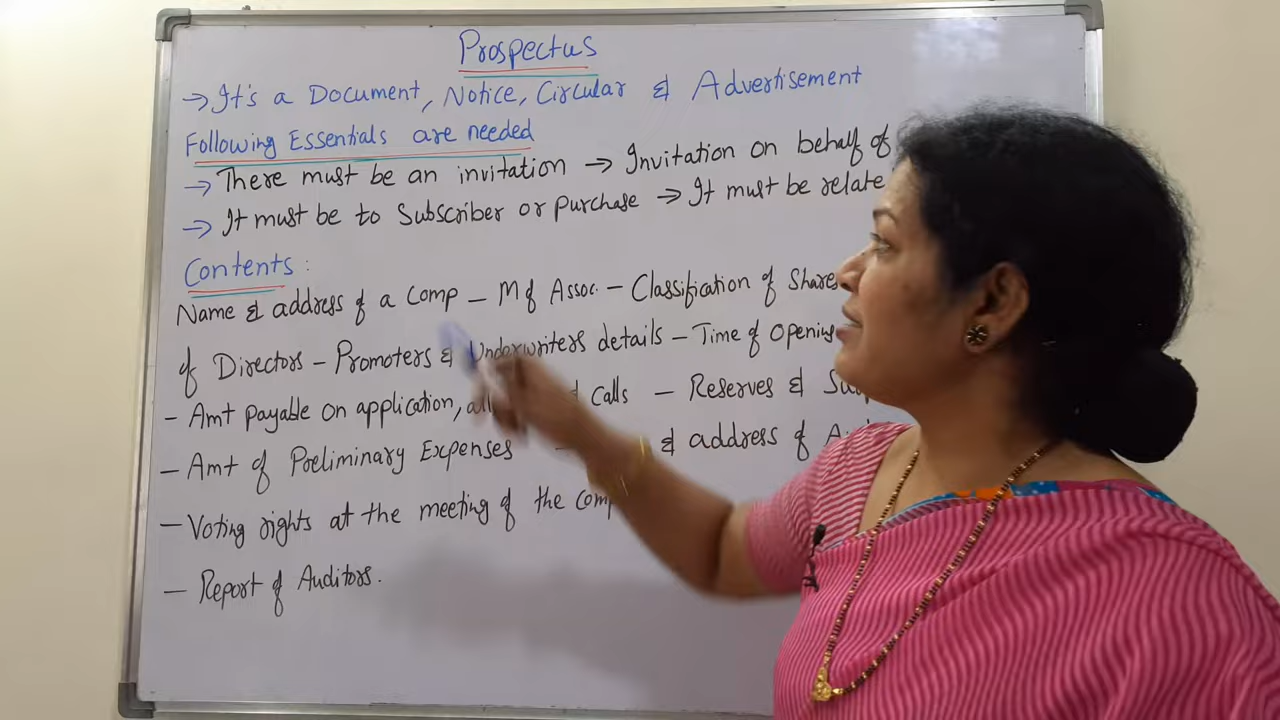 Prospectus
→ It's a Document, Notice, Circular & Advertisement
Following Essentials are needed
→ There must be an invitation → Invitation on behalf of
→ It must be to Subscriber or purchase → It must be relate
Contents :
Name & address of a Comp – M of Assoc. – Classification of Shares
of Directors – Promoters & Underwriters details – Time of Opening
– Amt payable on application, calls – Reserves &
– Amt of Preliminary Expenses – & address of
– Voting rights at the meeting of the Comp
– Report of Auditors.